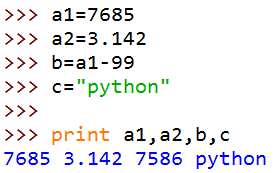 >>> a1=7685
>>> a2=3.142
>>> b=a1-99
>>> c="python"
>>>
>>> print a1,a2,b,c
7685 3.142 7586 python